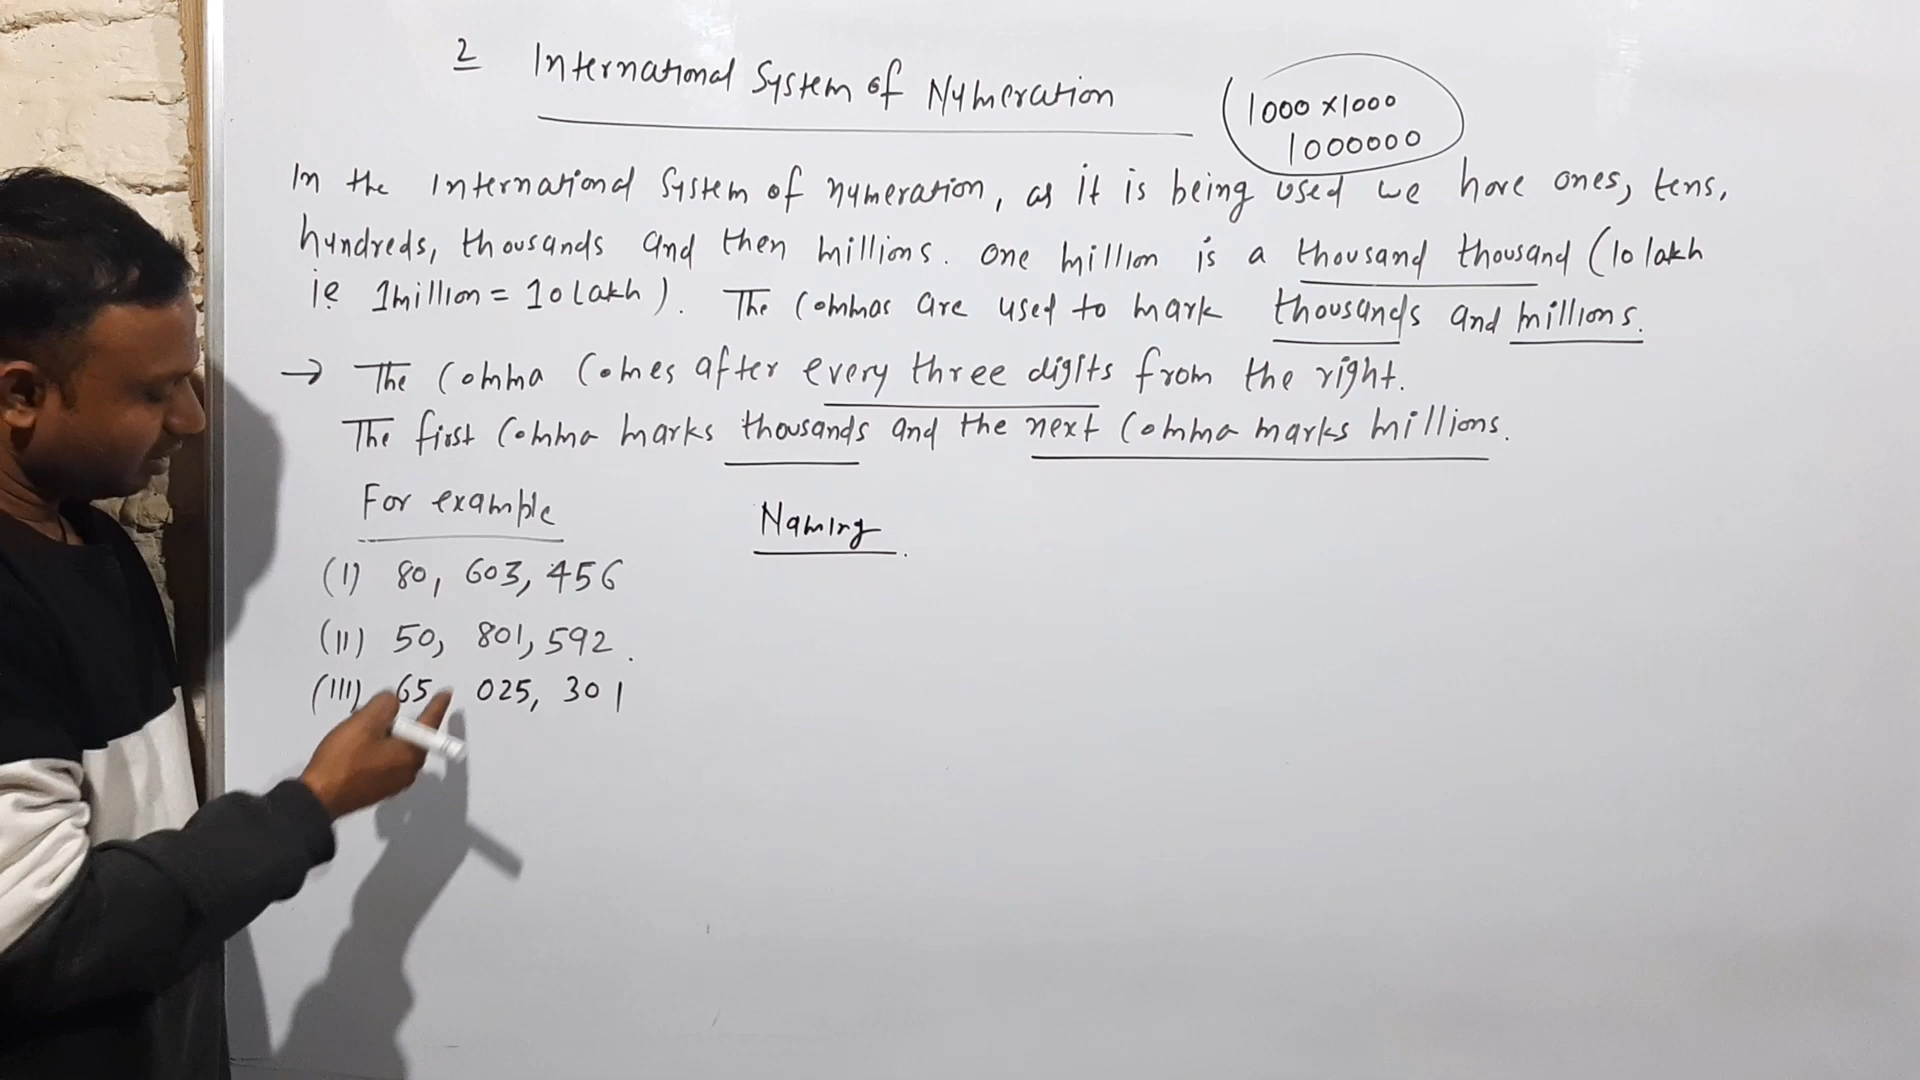 2 International System of Numeration
1000 x 1000
1000000
In the International System of numeration, as it is being used we have ones, tens,
hundreds, thousands and then millions. One million is a thousand thousand (10 lakh
ie 1 million = 10 Lakh). The Commas are used to mark thousands and millions.
→ The Comma Comes after every three digits from the right.
The first Comma marks thousands and the next Comma marks millions.
For example
Naming
(I) 80, 603, 456
(II) 50, 801, 592.
(III) 65, 025, 301